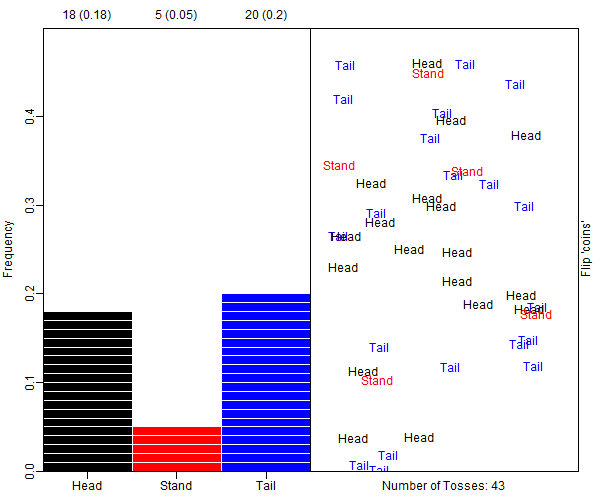 18 (0.18) 5 (0.05) 20 (0.2)
Frequency
0.0 0.1 0.2 0.3 0.4
Head Stand Tail
Tail Head Tail
Stand
Tail
Tail
Tail
Head
Head
Tail
Stand Stand
Tail
Head Tail
Head
Head Tail
Tail
Head
Tail Head
Head Head
Head
Head
Head
Head Tail
Head
Stand
Tail
Tail Tail
Head Tail Tail
Stand
Head Head
Tail
Tail
Tail
Number of Tosses: 43
Flip 'coins'